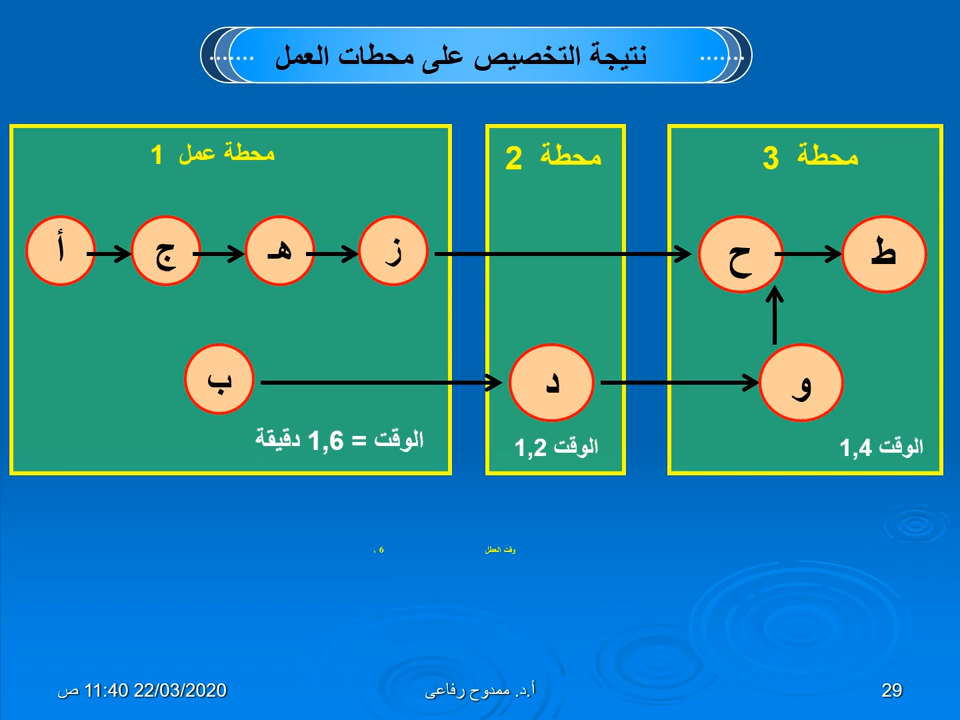 ....... نتيجة التخصيص على محطات العمل .......
محطة عمل 1
محطة 2
محطة 3
أ
ج
هـ
ز
ح
ط
ب
د
و
الوقت = 1,6 دقيقة
الوقت 1,2
الوقت 1,4
وقت العطل 6 ,
22/03/2020 11:40 ص
أ.د. ممدوح رفاعى
29